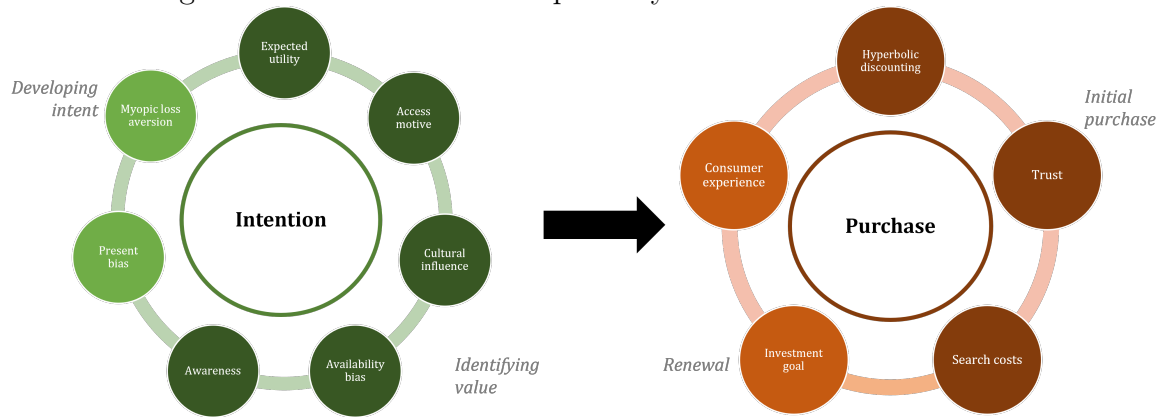 Expected
utility
Developing
intent
Myopic loss
aversion
Access
motive
Intention
Present
bias
Cultural
influence
Awareness
Availability
bias
Identifying
value
Hyperbolic
discounting
Initial
purchase
Consumer
experience
Trust
Purchase
Renewal
Investment
goal
Search costs